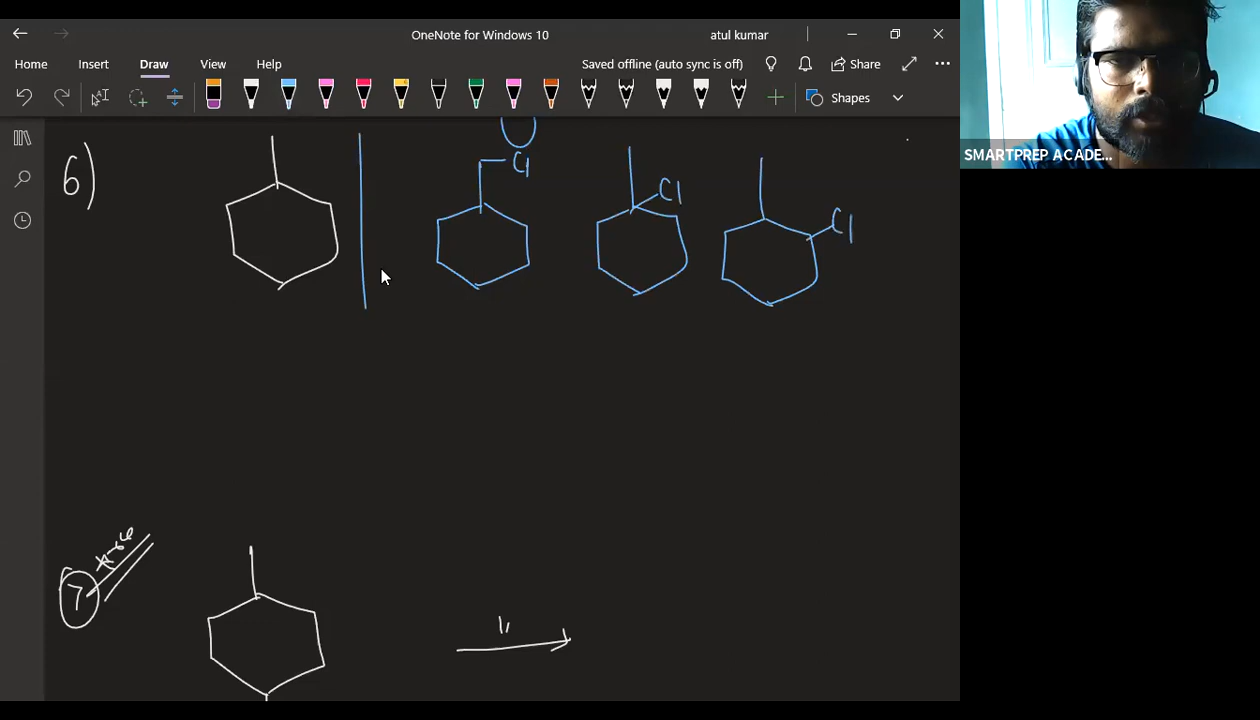 OneNote for Windows 10
atul kumar
Home
Insert
Draw
View
Help
Saved offline (auto sync is off)
Share
Shapes
SMARTPREP ACADE...
6)
Cl
Cl
Cl
7
"